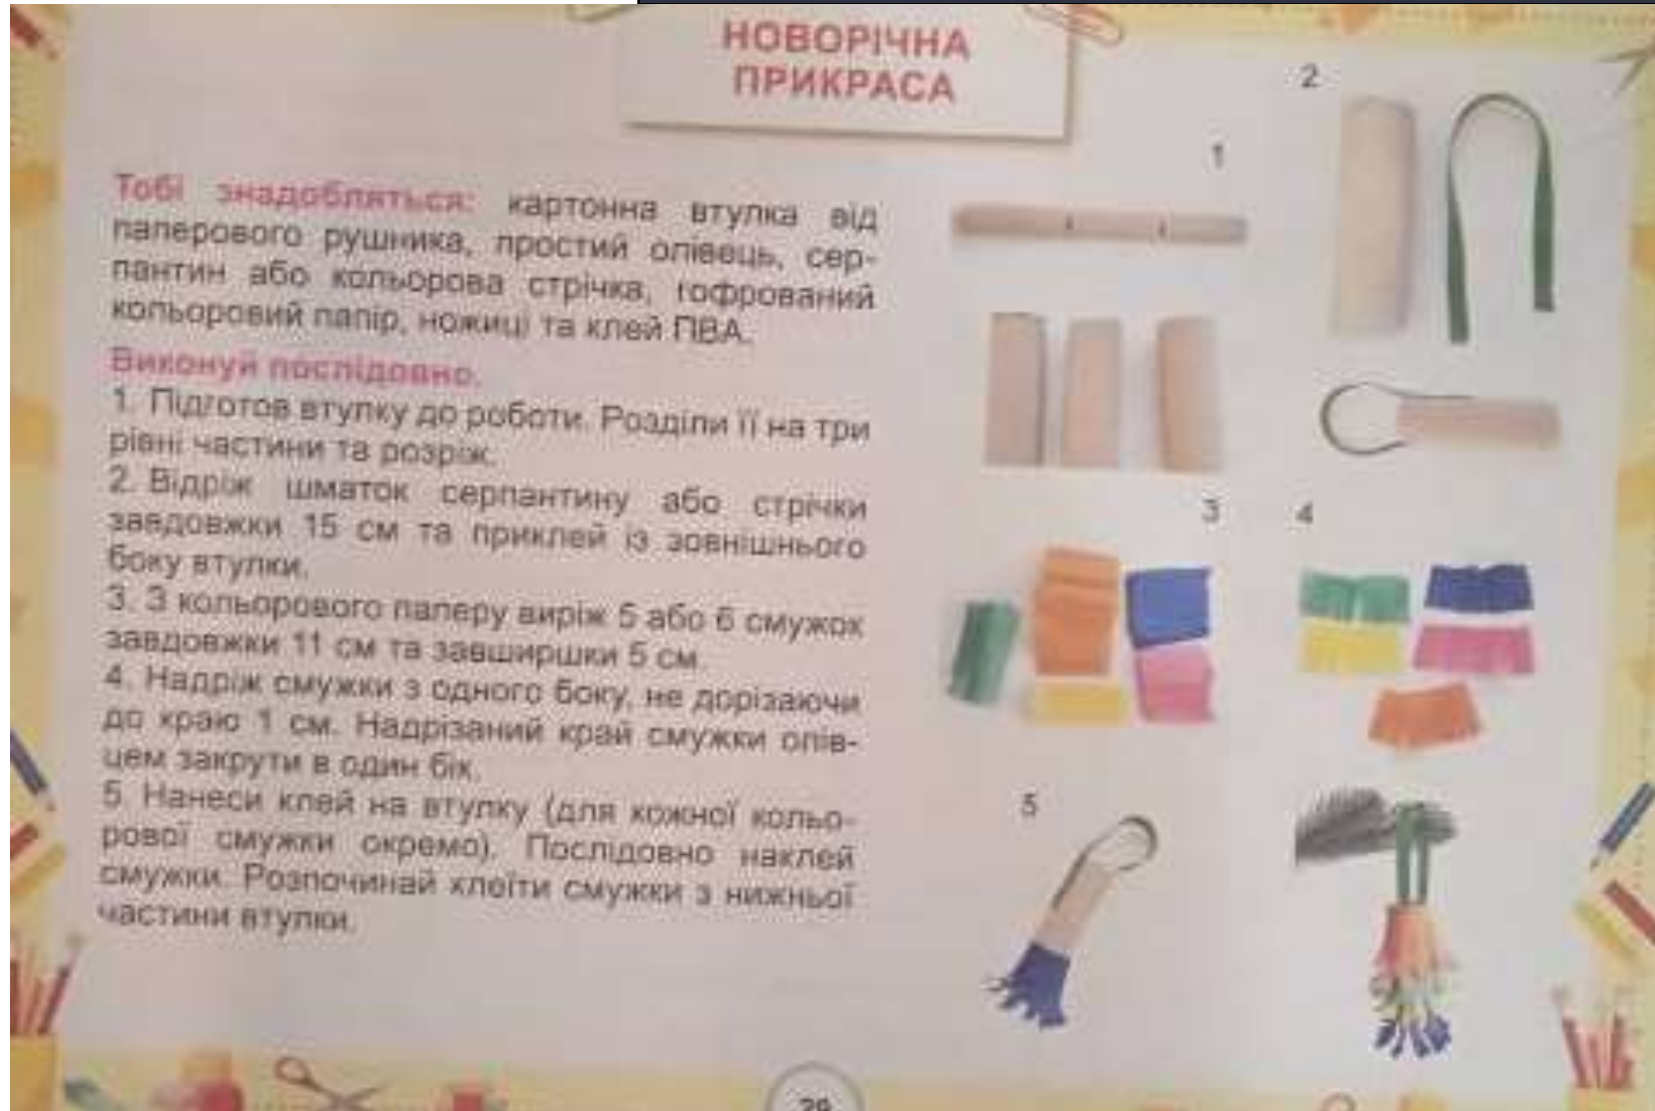 НОВОРІЧНА
ПРИКРАСА
Тобі знадобляться: картонна втулка від
паперового рушника, простий олівець, сер-
пантин або кольорова стрічка, гофрований
кольоровий папір, ножиці та клей ПВА.
Виконуй послідовно.
1. Підготов втулку до роботи. Розділи її на три
рівні частини та розріж.
2. Відріж шматок серпантину або стрічки
завдовжки 15 см та приклей із зовнішнього
боку втулки.
3. З кольорового паперу виріж 5 або 6 смужок
завдовжки 11 см та завширшки 5 см.
4. Надріж смужки з одного боку, не дорізаючи
до краю 1 см. Надрізаний край смужки олів-
цем закрути в один бік.
5. Нанеси клей на втулку (для кожної кольо-
рової смужки окремо). Послідовно наклей
смужки. Розпочинай клеїти смужки з нижньої
частини втулки.
1
2
3
4
5
29